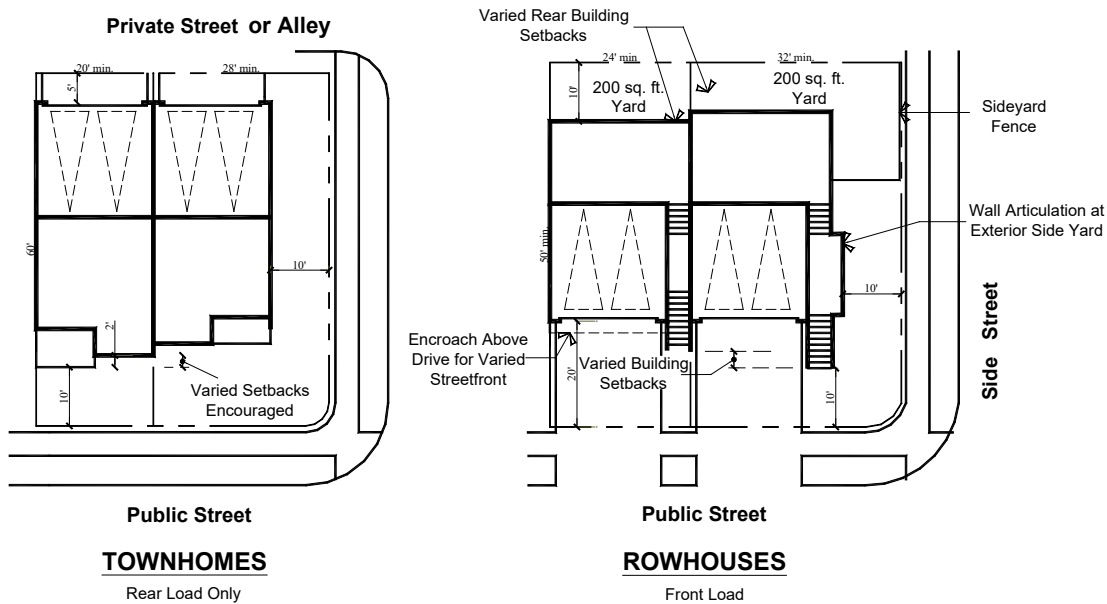 Private Street or Alley
20' min.
28' min.
5'
60'
10'
2'
Varied Setbacks
Encouraged
10'
Public Street
TOWNHOMES
Rear Load Only
Varied Rear Building
Setbacks
24' min.
32' min.
10'
200 sq. ft.
Yard
200 sq. ft.
Yard
Sideyard
Fence
Wall Articulation at
Exterior Side Yard
50' min.
10'
Encroach Above
Drive for Varied
Streetfront
20'
Varied Building
Setbacks
10'
Side Street
Public Street
ROWHOUSES
Front Load